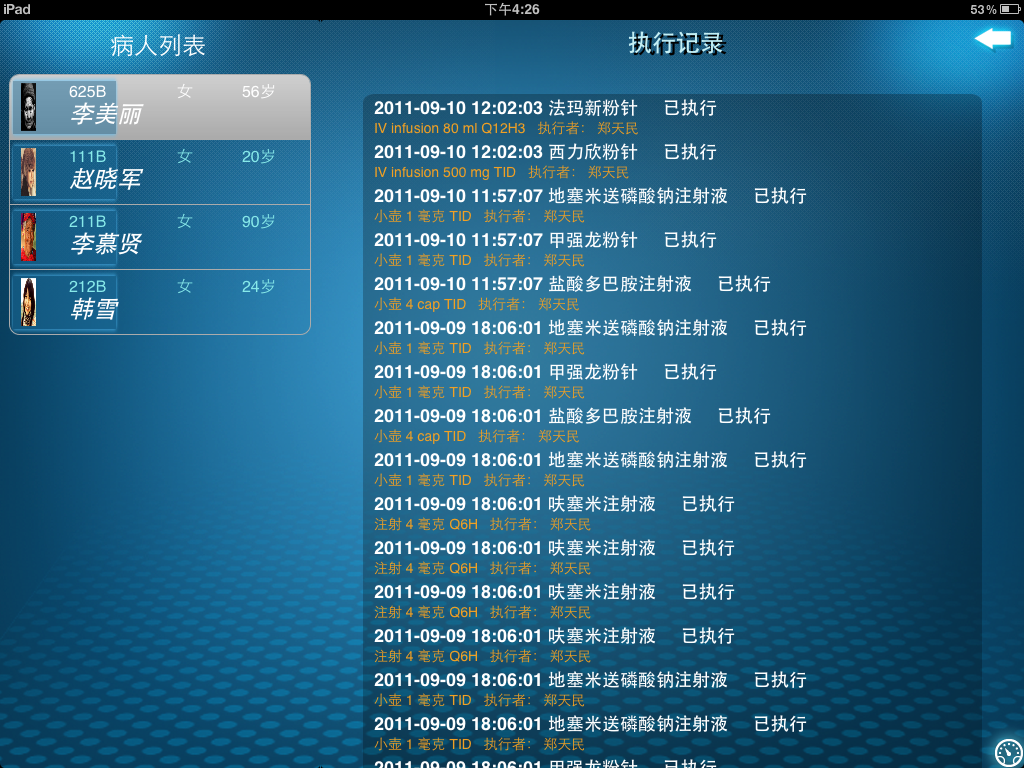 iPad
下午4:26
53%
病人列表
625B 女 56岁
李美丽
111B 女 20岁
赵晓军
211B 女 90岁
李慕贤
212B 女 24岁
韩雪
执行记录
2011-09-10 12:02:03 法玛新粉针 已执行
IV infusion 80 ml Q12H3 执行者: 郑天民
2011-09-10 12:02:03 西力欣粉针 已执行
IV infusion 500 mg TID 执行者: 郑天民
2011-09-10 11:57:07 地塞米送磷酸钠注射液 已执行
小壶 1 毫克 TID 执行者: 郑天民
2011-09-10 11:57:07 甲强龙粉针 已执行
小壶 1 毫克 TID 执行者: 郑天民
2011-09-10 11:57:07 盐酸多巴胺注射液 已执行
小壶 4 cap TID 执行者: 郑天民
2011-09-09 18:06:01 地塞米送磷酸钠注射液 已执行
小壶 1 毫克 TID 执行者: 郑天民
2011-09-09 18:06:01 甲强龙粉针 已执行
小壶 1 毫克 TID 执行者: 郑天民
2011-09-09 18:06:01 盐酸多巴胺注射液 已执行
小壶 4 cap TID 执行者: 郑天民
2011-09-09 18:06:01 地塞米送磷酸钠注射液 已执行
小壶 1 毫克 TID 执行者: 郑天民
2011-09-09 18:06:01 呋塞米注射液 已执行
注射 4 毫克 Q6H 执行者: 郑天民
2011-09-09 18:06:01 呋塞米注射液 已执行
注射 4 毫克 Q6H 执行者: 郑天民
2011-09-09 18:06:01 呋塞米注射液 已执行
注射 4 毫克 Q6H 执行者: 郑天民
2011-09-09 18:06:01 呋塞米注射液 已执行
注射 4 毫克 Q6H 执行者: 郑天民
2011-09-09 18:06:01 地塞米送磷酸钠注射液 已执行
小壶 1 毫克 TID 执行者: 郑天民
2011-09-09 18:06:01 地塞米送磷酸钠注射液 已执行
小壶 1 毫克 TID 执行者: 郑天民
2011-09-09 18:06:01 甲强龙粉针 已执行